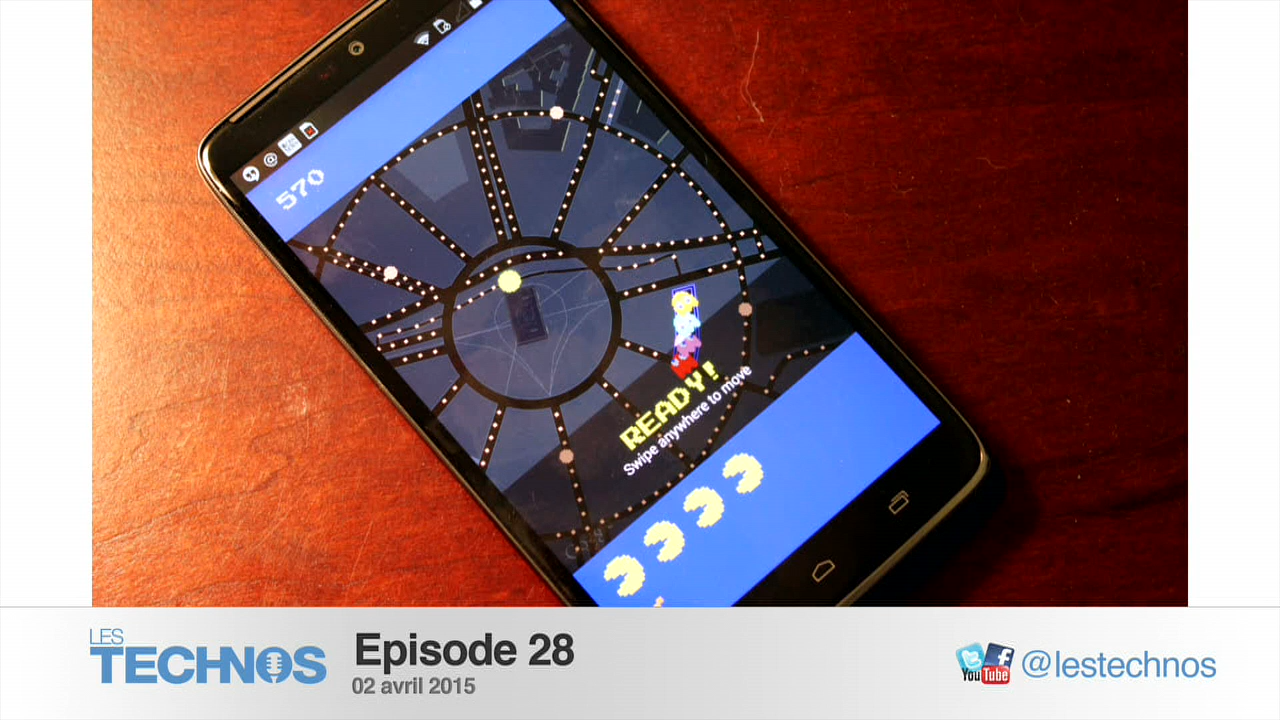 570
READY!
Swipe anywhere to move
LES
TECHNOS
Episode 28
02 avril 2015
You Tube
@lestechnos